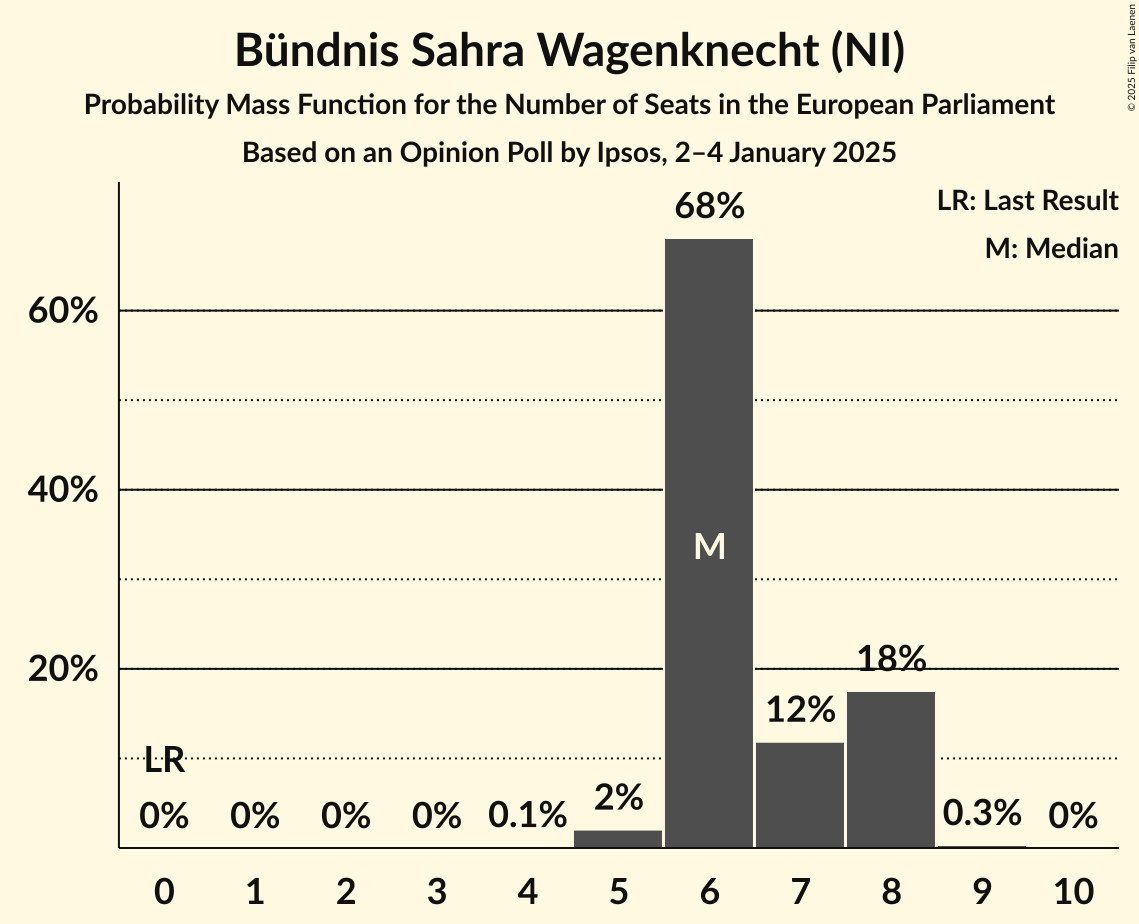 Bündnis Sahra Wagenknecht (NI)
Probability Mass Function for the Number of Seats in the European Parliament
Based on an Opinion Poll by Ipsos, 2–4 January 2025
© 2025 Filip van Laenen
LR: Last Result
M: Median
68%
60%
40%
M
20%
18%
12%
LR
2%
0% 0% 0% 0% 0.1% 0.3% 0%
0 1 2 3 4 5 6 7 8 9 10